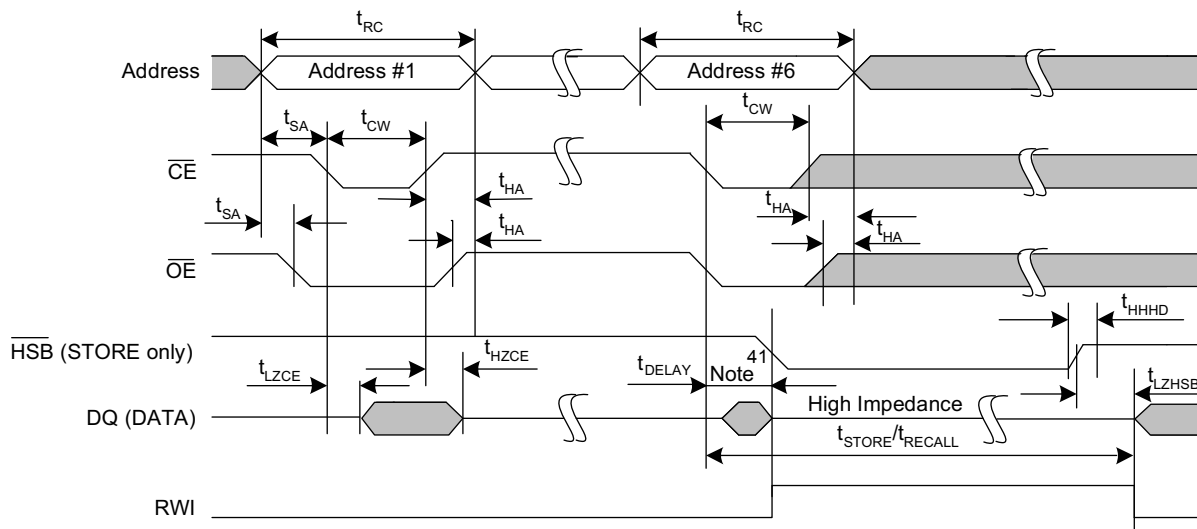 tRC tRC
Address Address #1 Address #6
tCW
tSA tCW
CE
tHA tHA
tSA
tHA tHA
OE
tHHHD
HSB (STORE only)
41
tHZCE tDELAY Note
tLZCE tLZHSB
High Impedance
DQ (DATA)
tSTORE/tRECALL
RWI